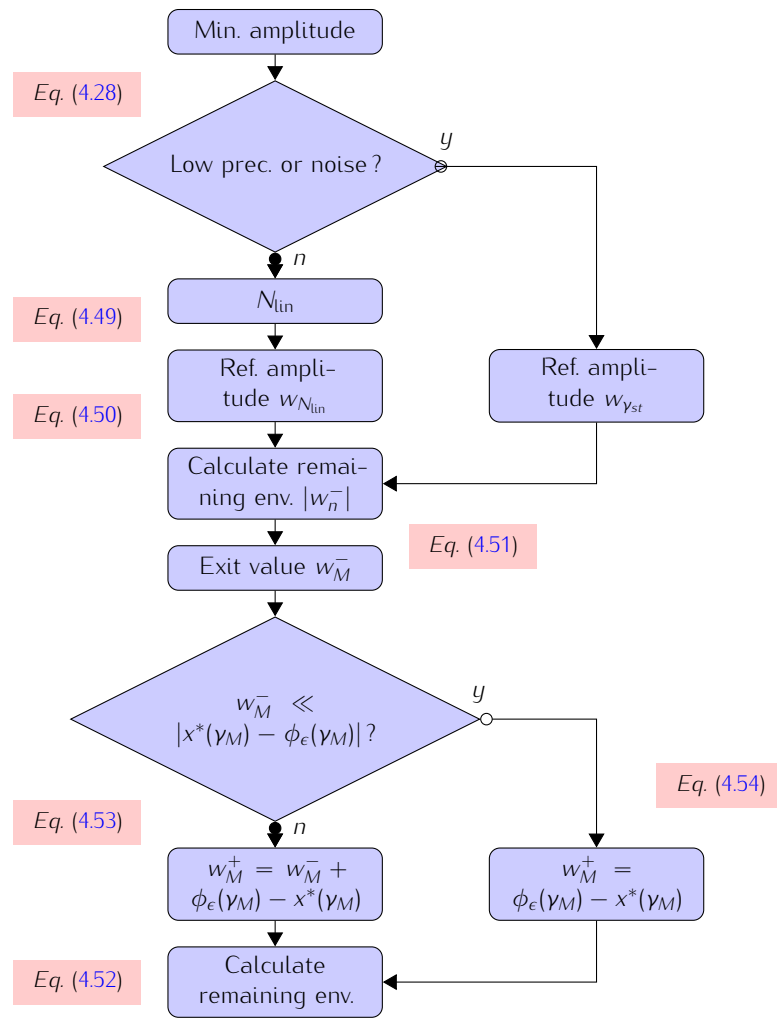 Min. amplitude
Eq. (4.28)
y
Low prec. or noise ?
n
N_lin
Eq. (4.49)
Ref. ampli-
tude w_{N_lin}
Ref. ampli-
tude w_{γ_st}
Eq. (4.50)
Calculate remai-
ning env. |w_n^−|
Eq. (4.51)
Exit value w_M^−
y
w_M^− ≪
|x*(γ_M) − ϕ_ϵ(γ_M)| ?
Eq. (4.54)
Eq. (4.53)
n
w_M^+ = w_M^− +
ϕ_ϵ(γ_M) − x*(γ_M)
w_M^+ =
ϕ_ϵ(γ_M) − x*(γ_M)
Calculate
remaining env.
Eq. (4.52)